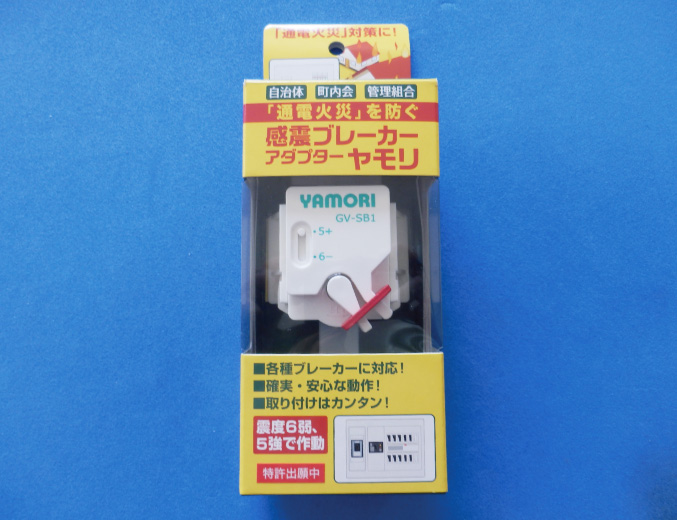 「通電火災」対策に!
自治体 町内会 管理組合
「通電火災」を防ぐ
感震ブレーカー
アダプター ヤモリ
YAMORI
GV-SB1
・5+
・6−
■各種ブレーカーに対応!
■確実・安心な動作!
■取り付けはカンタン!
震度6弱、
5強で作動
特許出願中